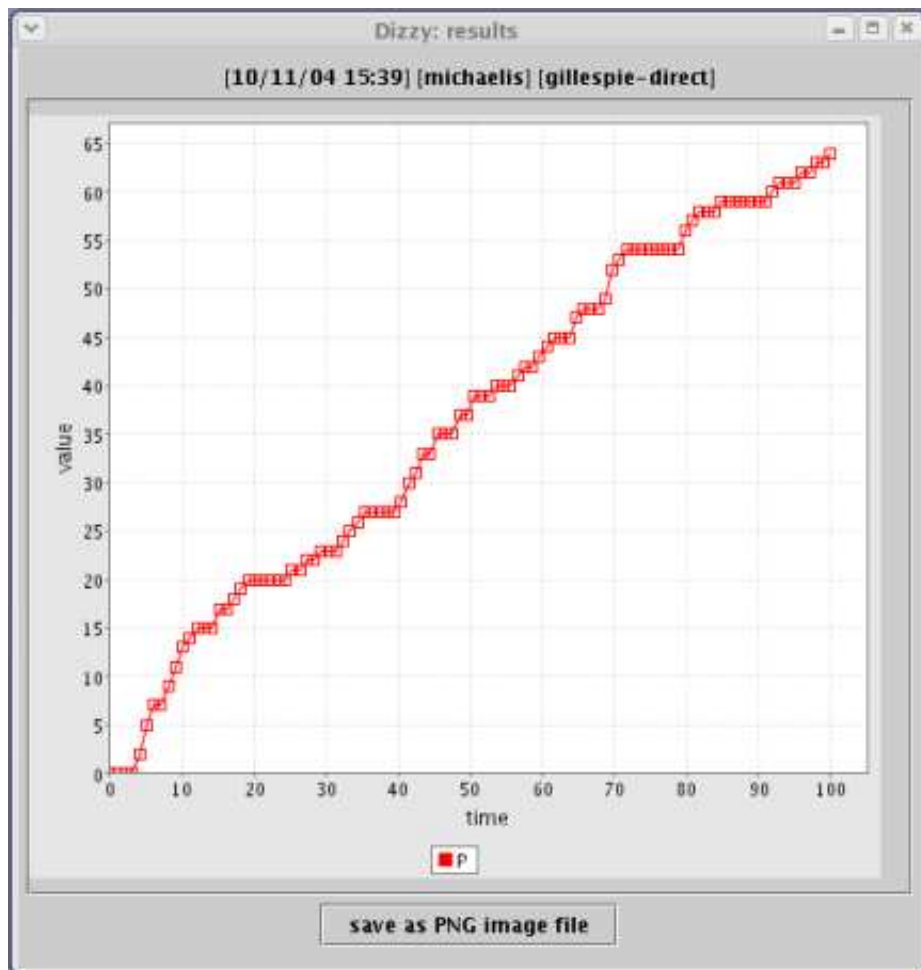 Dizzy: results
[10/11/04 15:39] [michaelis] [gillespie-direct]
65
60
55
50
45
40
35
30
25
20
15
10
5
0
value
0 10 20 30 40 50 60 70 80 90 100
time
P
save as PNG image file